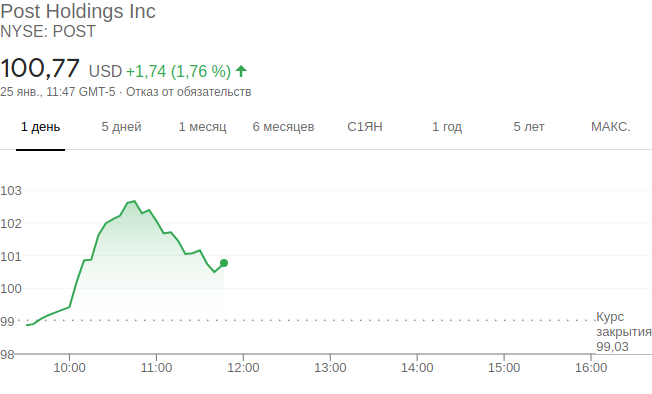 Post Holdings Inc
NYSE: POST
100,77 USD +1,74 (1,76 %)
25 янв., 11:47 GMT-5 · Отказ от обязательств
1 день 5 дней 1 месяц 6 месяцев С1ЯН 1 год 5 лет МАКС.
103
102
101
100
99
98
Курс
закрытия
99,03
10:00 11:00 12:00 13:00 14:00 15:00 16:00